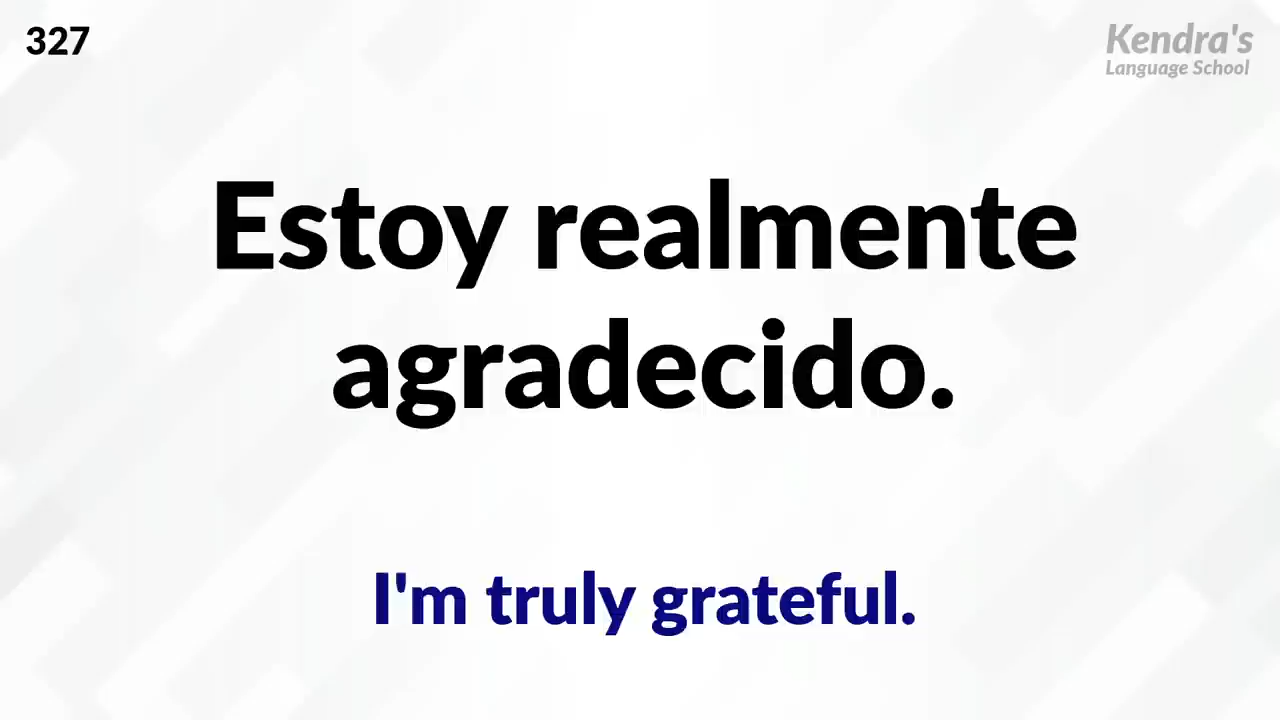 327
Kendra's
Language School
Estoy realmente
agradecido.
I'm truly grateful.